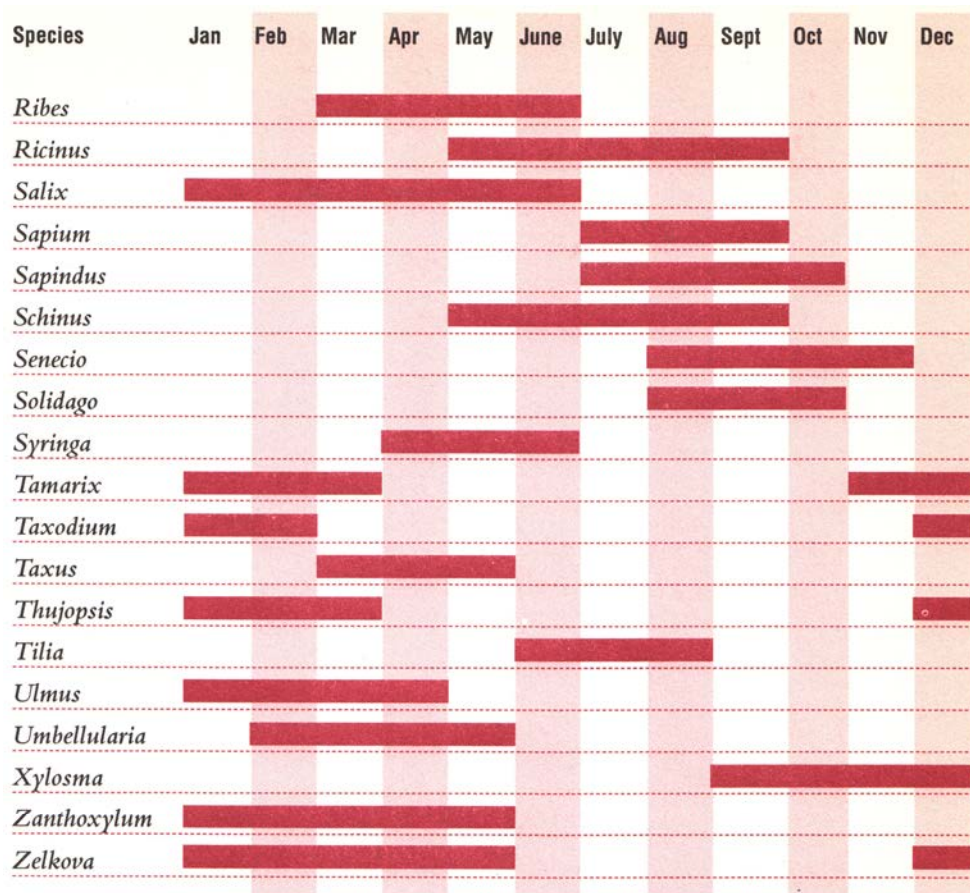 Species Jan Feb Mar Apr May June July Aug Sept Oct Nov Dec
Ribes
Ricinus
Salix
Sapium
Sapindus
Schinus
Senecio
Solidago
Syringa
Tamarix
Taxodium
Taxus
Thujopsis
Tilia
Ulmus
Umbellularia
Xylosma
Zanthoxylum
Zelkova